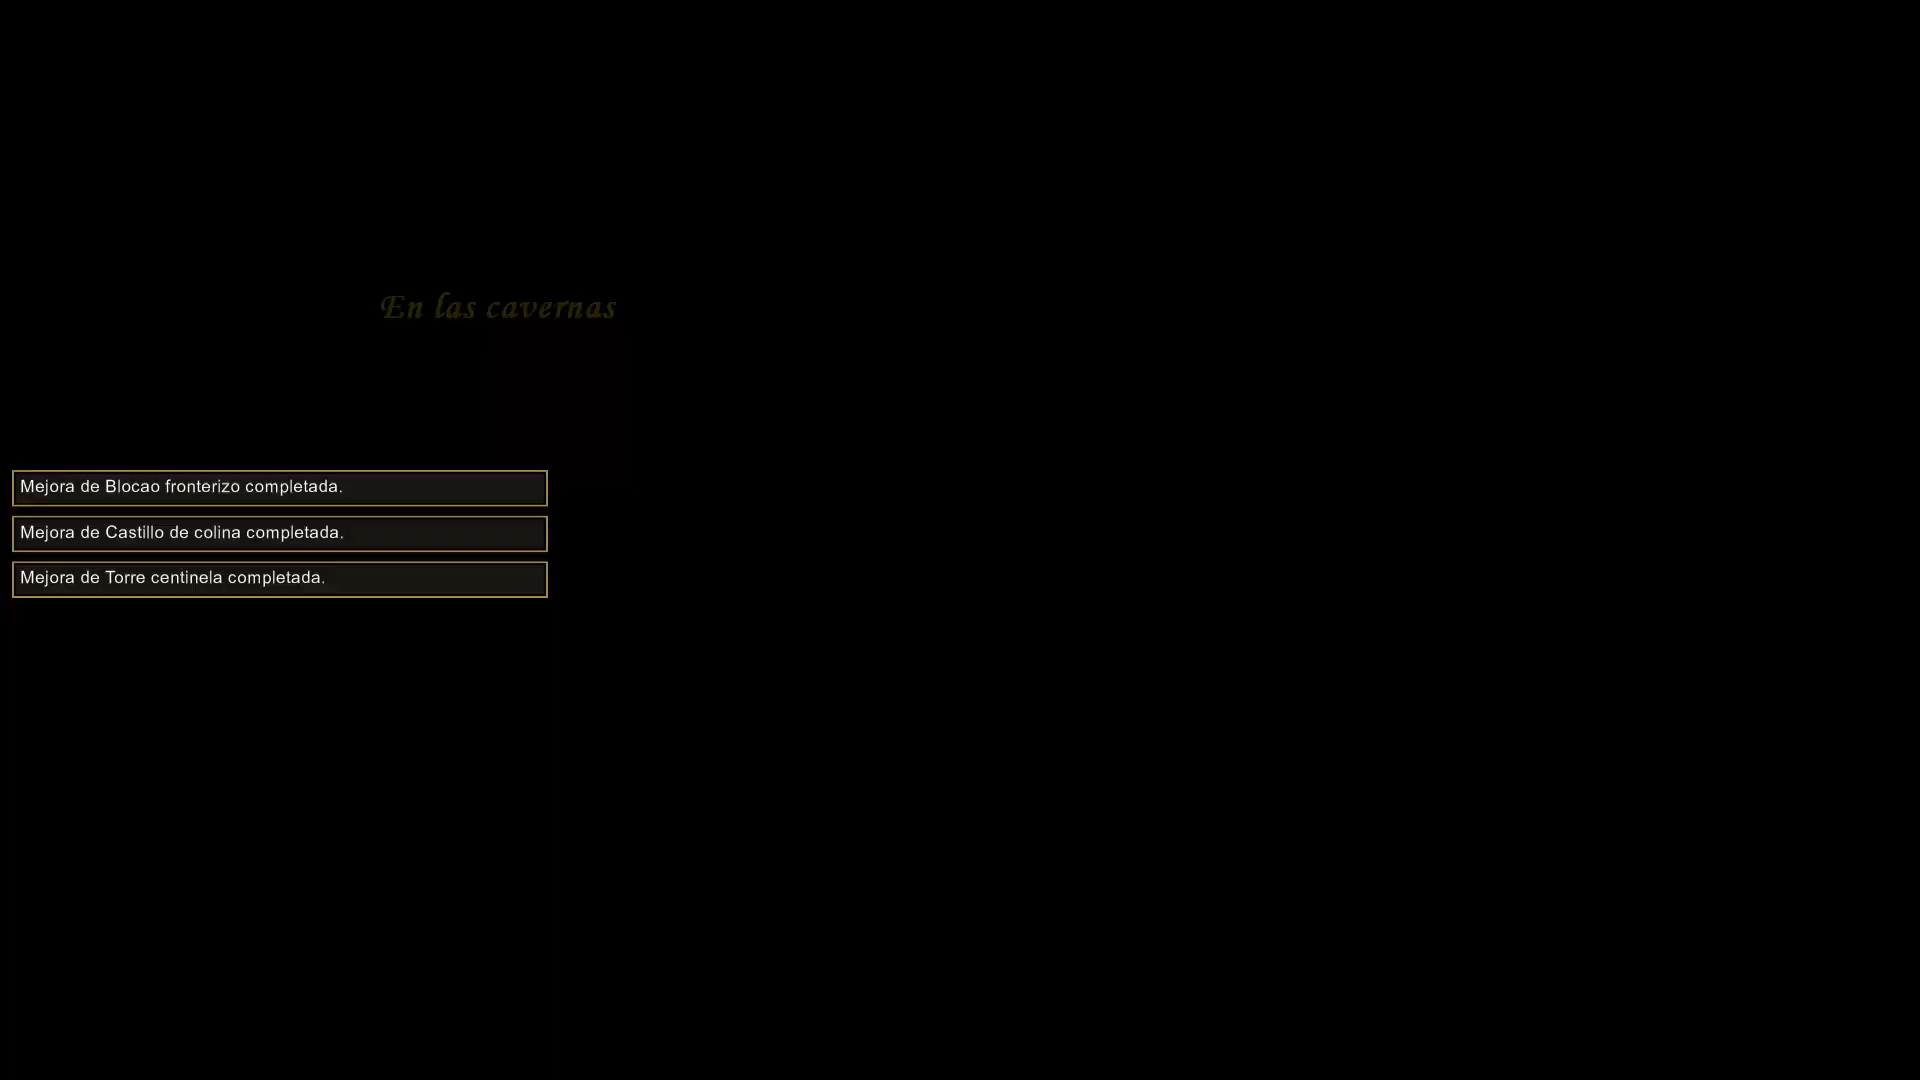 En las cavernas
Mejora de Blocao fronterizo completada.
Mejora de Castillo de colina completada.
Mejora de Torre centinela completada.